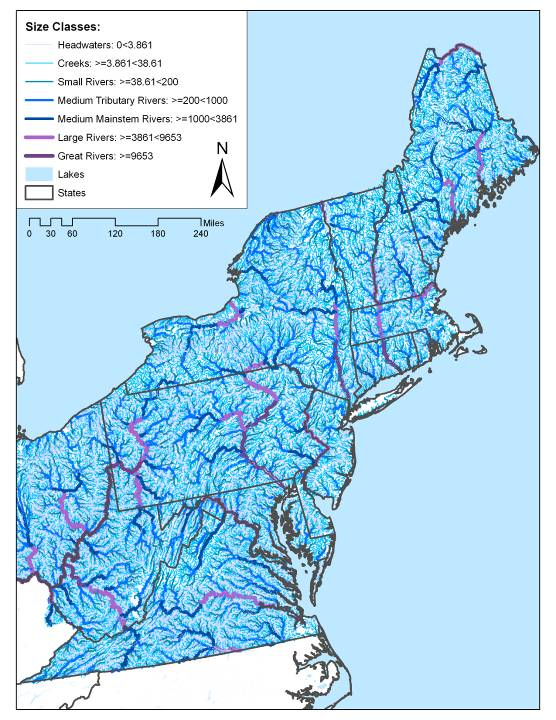 Size Classes:
Headwaters: 0<3.861
Creeks: >=3.861<38.61
Small Rivers: >=38.61<200
Medium Tributary Rivers: >=200<1000
Medium Mainstem Rivers: >=1000<3861
Large Rivers: >=3861<9653
Great Rivers: >=9653
Lakes
States
N
Miles
0 30 60 120 180 240